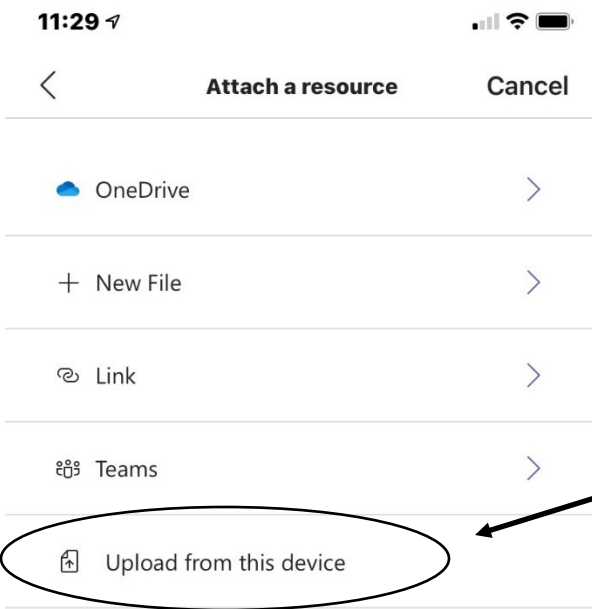 11:29
Attach a resource Cancel
OneDrive
New File
Link
Teams
Upload from this device